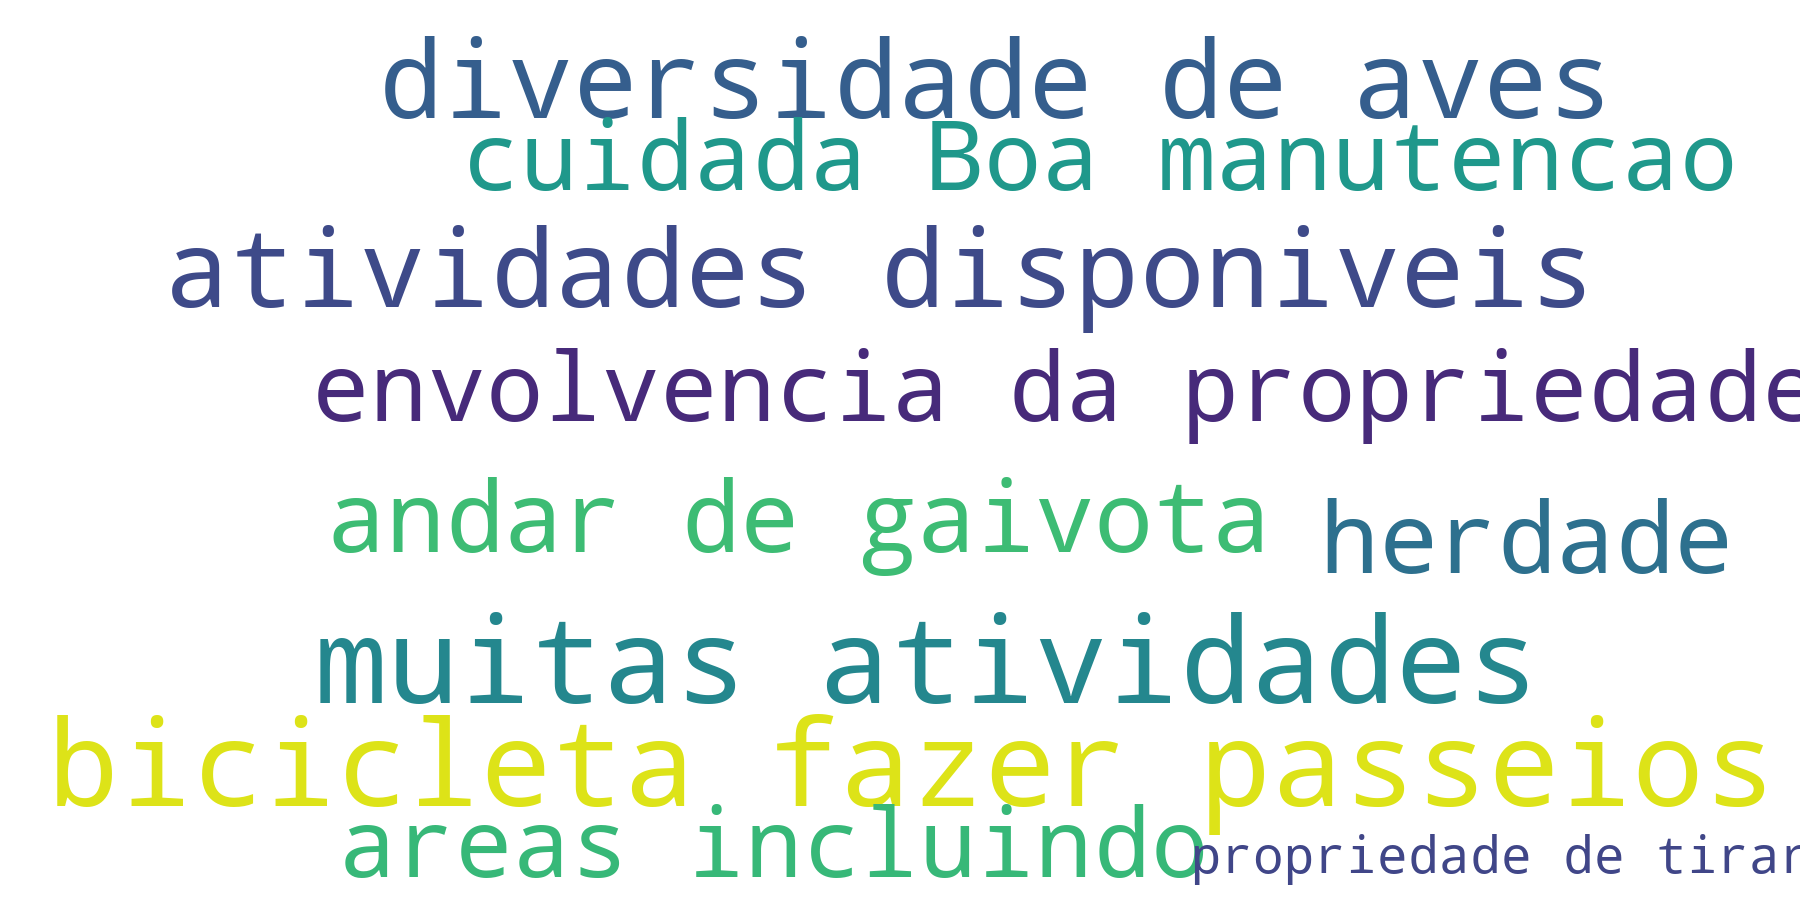 diversidade de aves
cuidada Boa manutencao
atividades disponiveis
envolvencia da propriedade
andar de gaivota herdade
muitas atividades
bicicleta fazer passeios
areas incluindo propriedade de tirar